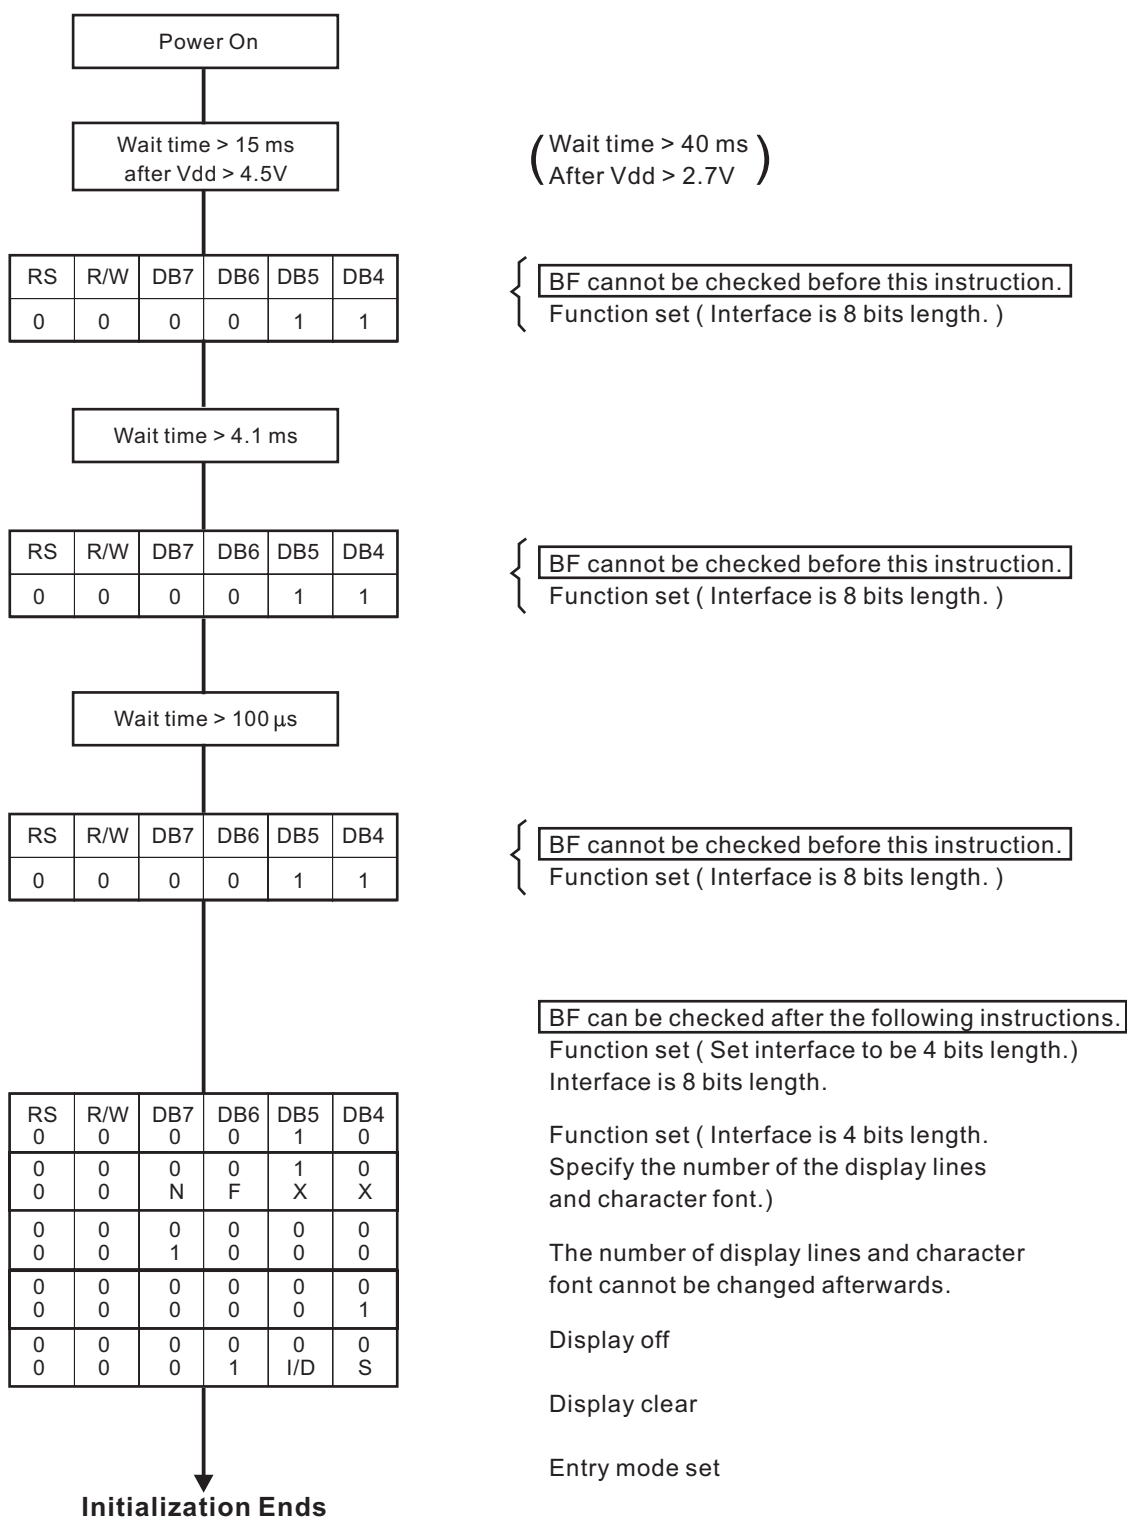 Power On
Wait time > 15 ms
after Vdd > 4.5V
(Wait time > 40 ms
After Vdd > 2.7V)
RS R/W DB7 DB6 DB5 DB4
0 0 0 0 1 1
BF cannot be checked before this instruction.
Function set ( Interface is 8 bits length. )
Wait time > 4.1 ms
RS R/W DB7 DB6 DB5 DB4
0 0 0 0 1 1
BF cannot be checked before this instruction.
Function set ( Interface is 8 bits length. )
Wait time > 100 µs
RS R/W DB7 DB6 DB5 DB4
0 0 0 0 1 1
BF cannot be checked before this instruction.
Function set ( Interface is 8 bits length. )
BF can be checked after the following instructions.
Function set ( Set interface to be 4 bits length.)
Interface is 8 bits length.
RS R/W DB7 DB6 DB5 DB4
0 0 0 0 1 0
0 0 0 0 1 0
0 0 N F X X
0 0 0 0 0 0
0 0 1 0 0 0
0 0 0 0 0 0
0 0 0 0 0 1
0 0 0 0 0 0
0 0 0 1 I/D S
Function set ( Interface is 4 bits length.
Specify the number of the display lines
and character font.)
The number of display lines and character
font cannot be changed afterwards.
Display off
Display clear
Entry mode set
Initialization Ends